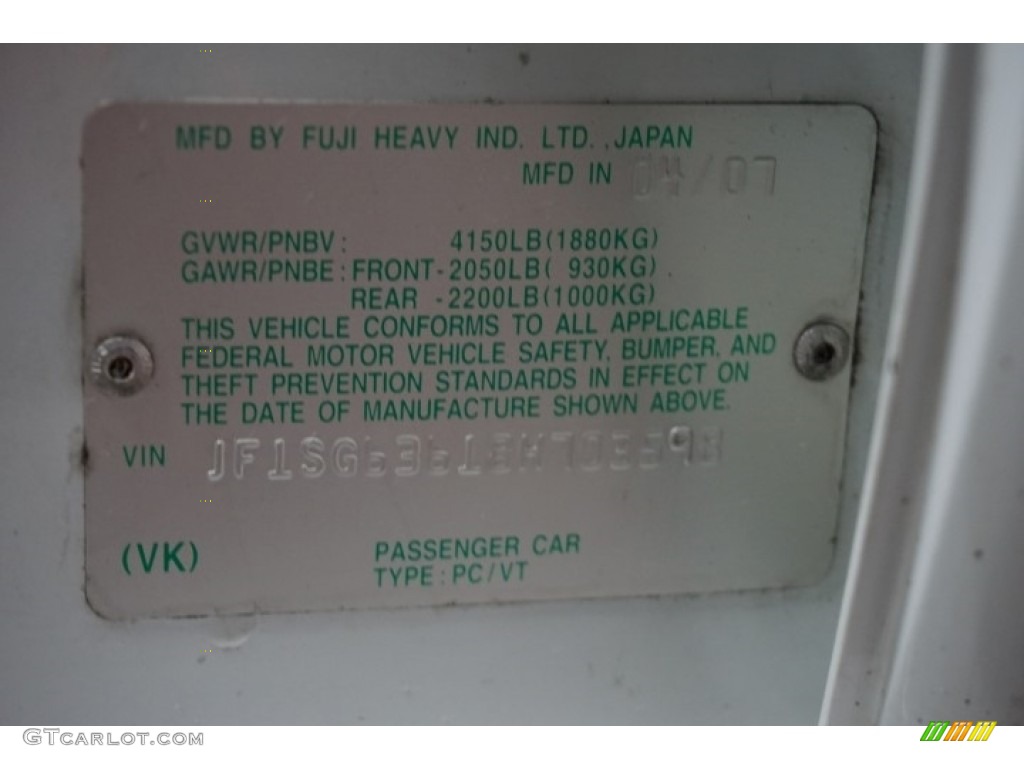 MFD BY FUJI HEAVY IND. LTD., JAPAN
MFD IN 04/07
GVWR/PNBV: 4150LB(1880KG)
GAWR/PNBE: FRONT-2050LB( 930KG)
REAR -2200LB(1000KG)
THIS VEHICLE CONFORMS TO ALL APPLICABLE
FEDERAL MOTOR VEHICLE SAFETY, BUMPER, AND
THEFT PREVENTION STANDARDS IN EFFECT ON
THE DATE OF MANUFACTURE SHOWN ABOVE.
VIN
(VK)
PASSENGER CAR
TYPE: PC/VT
GTCarlot.com